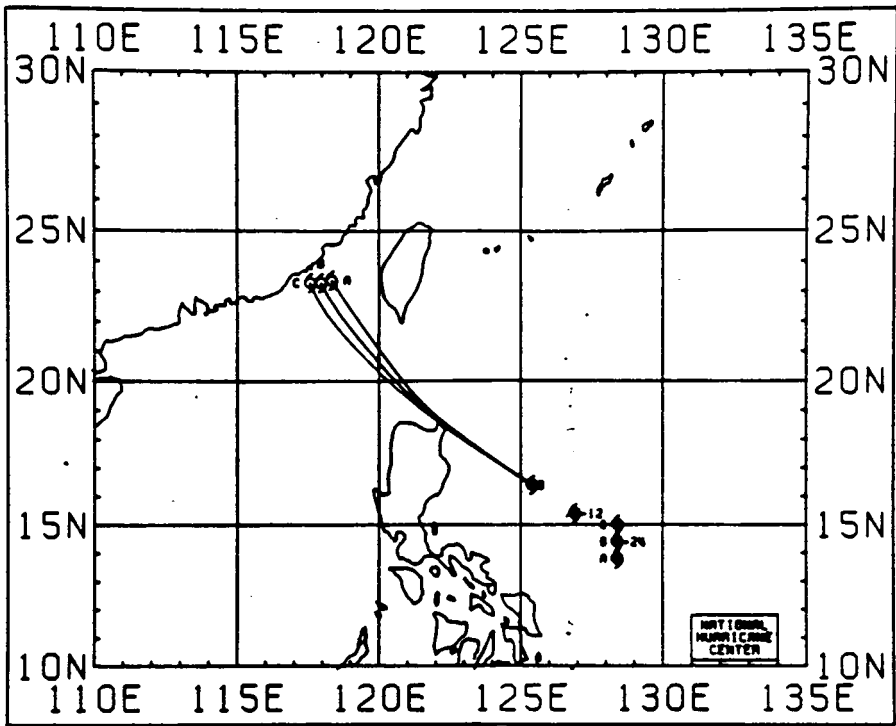 110E 115E 120E 125E 130E 135E
30N 30N
25N 25N
B
C A
20N 20N
12
15N 15N
B 24
A
NATIONAL
HURRICANE
CENTER
10N 10N
110E 115E 120E 125E 130E 135E